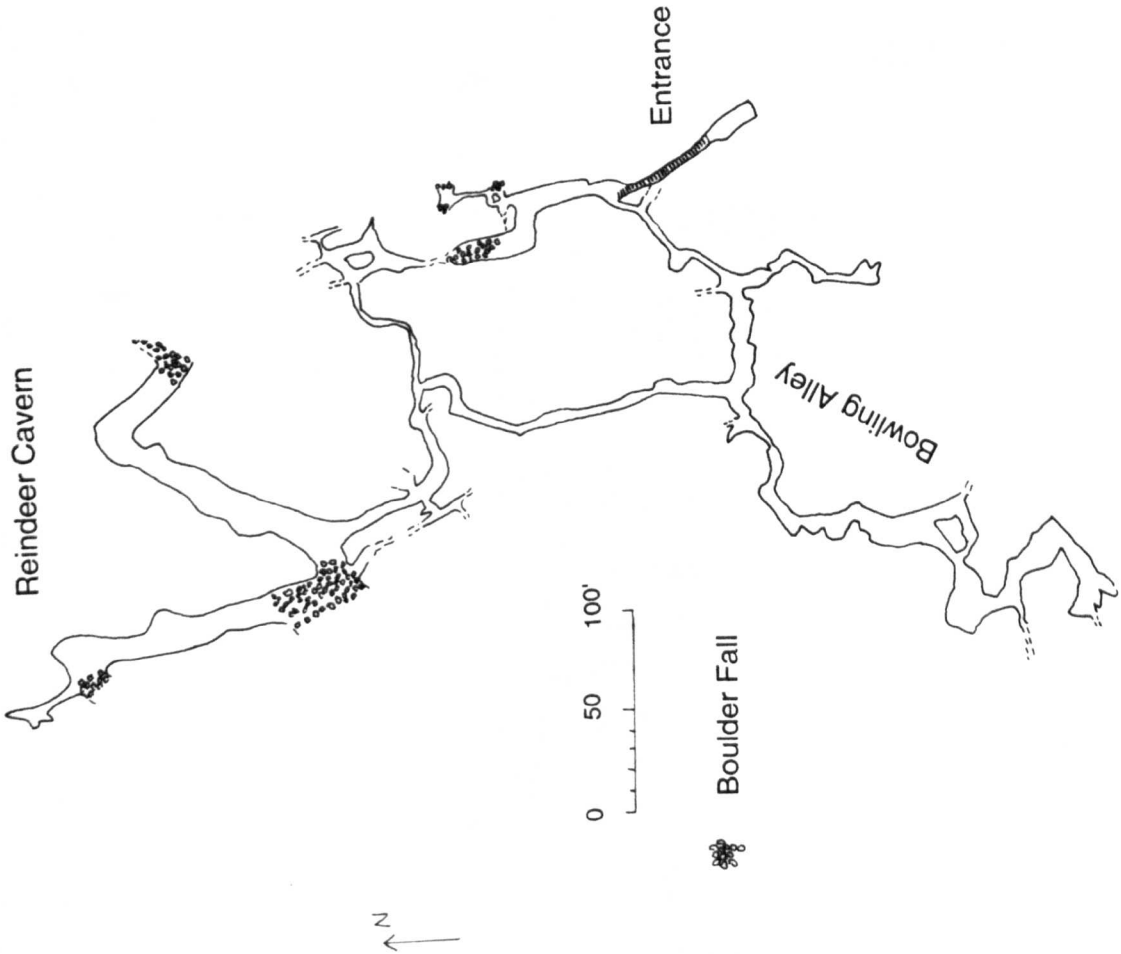 Reindeer Cavern
Entrance
Bowling Alley
0 50 100'
Boulder Fall
N